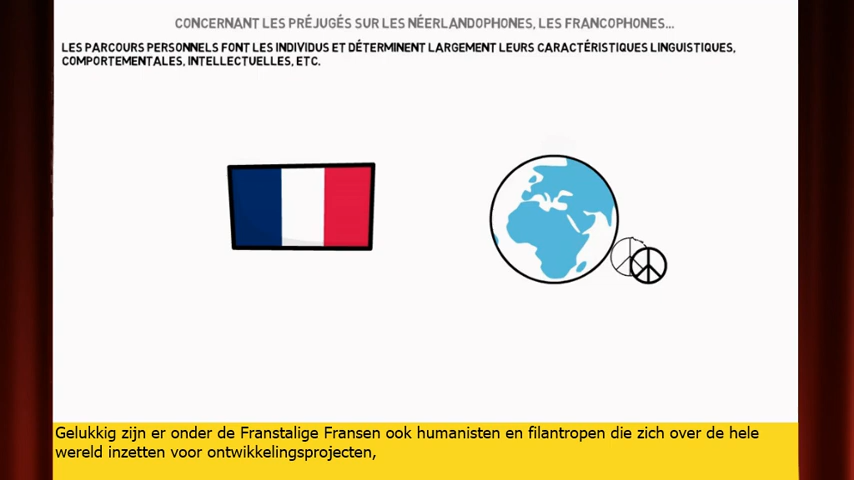 CONCERNANT LES PRÉJUGÉS SUR LES NÉERLANDOPHONES, LES FRANCOPHONES...
LES PARCOURS PERSONNELS FONT LES INDIVIDUS ET DÉTERMINENT LARGEMENT LEURS CARACTÉRISTIQUES LINGUISTIQUES,
COMPORTEMENTALES, INTELLECTUELLES, ETC.
Gelukkig zijn er onder de Franstalige Fransen ook humanisten en filantropen die zich over de hele
wereld inzetten voor ontwikkelingsprojecten,